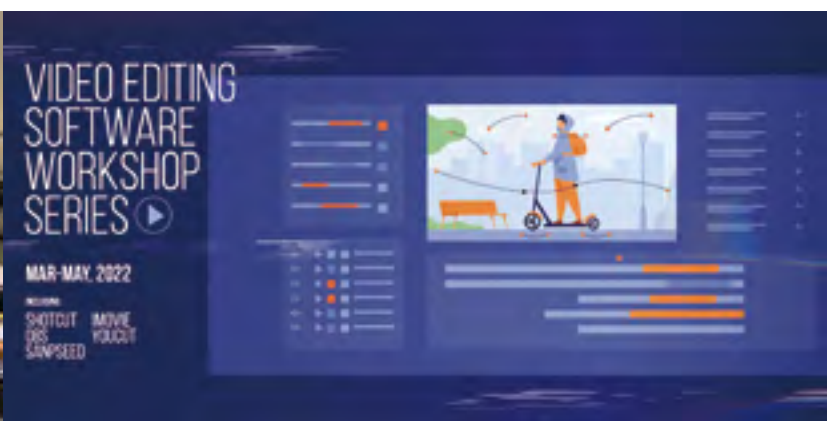 VIDEO EDITING
SOFTWARE
WORKSHOP
SERIES
MAR-MAY, 2022
INCLUDING
SHOTCUT IMOVIE
OBS YOUCUT
SANPSEED